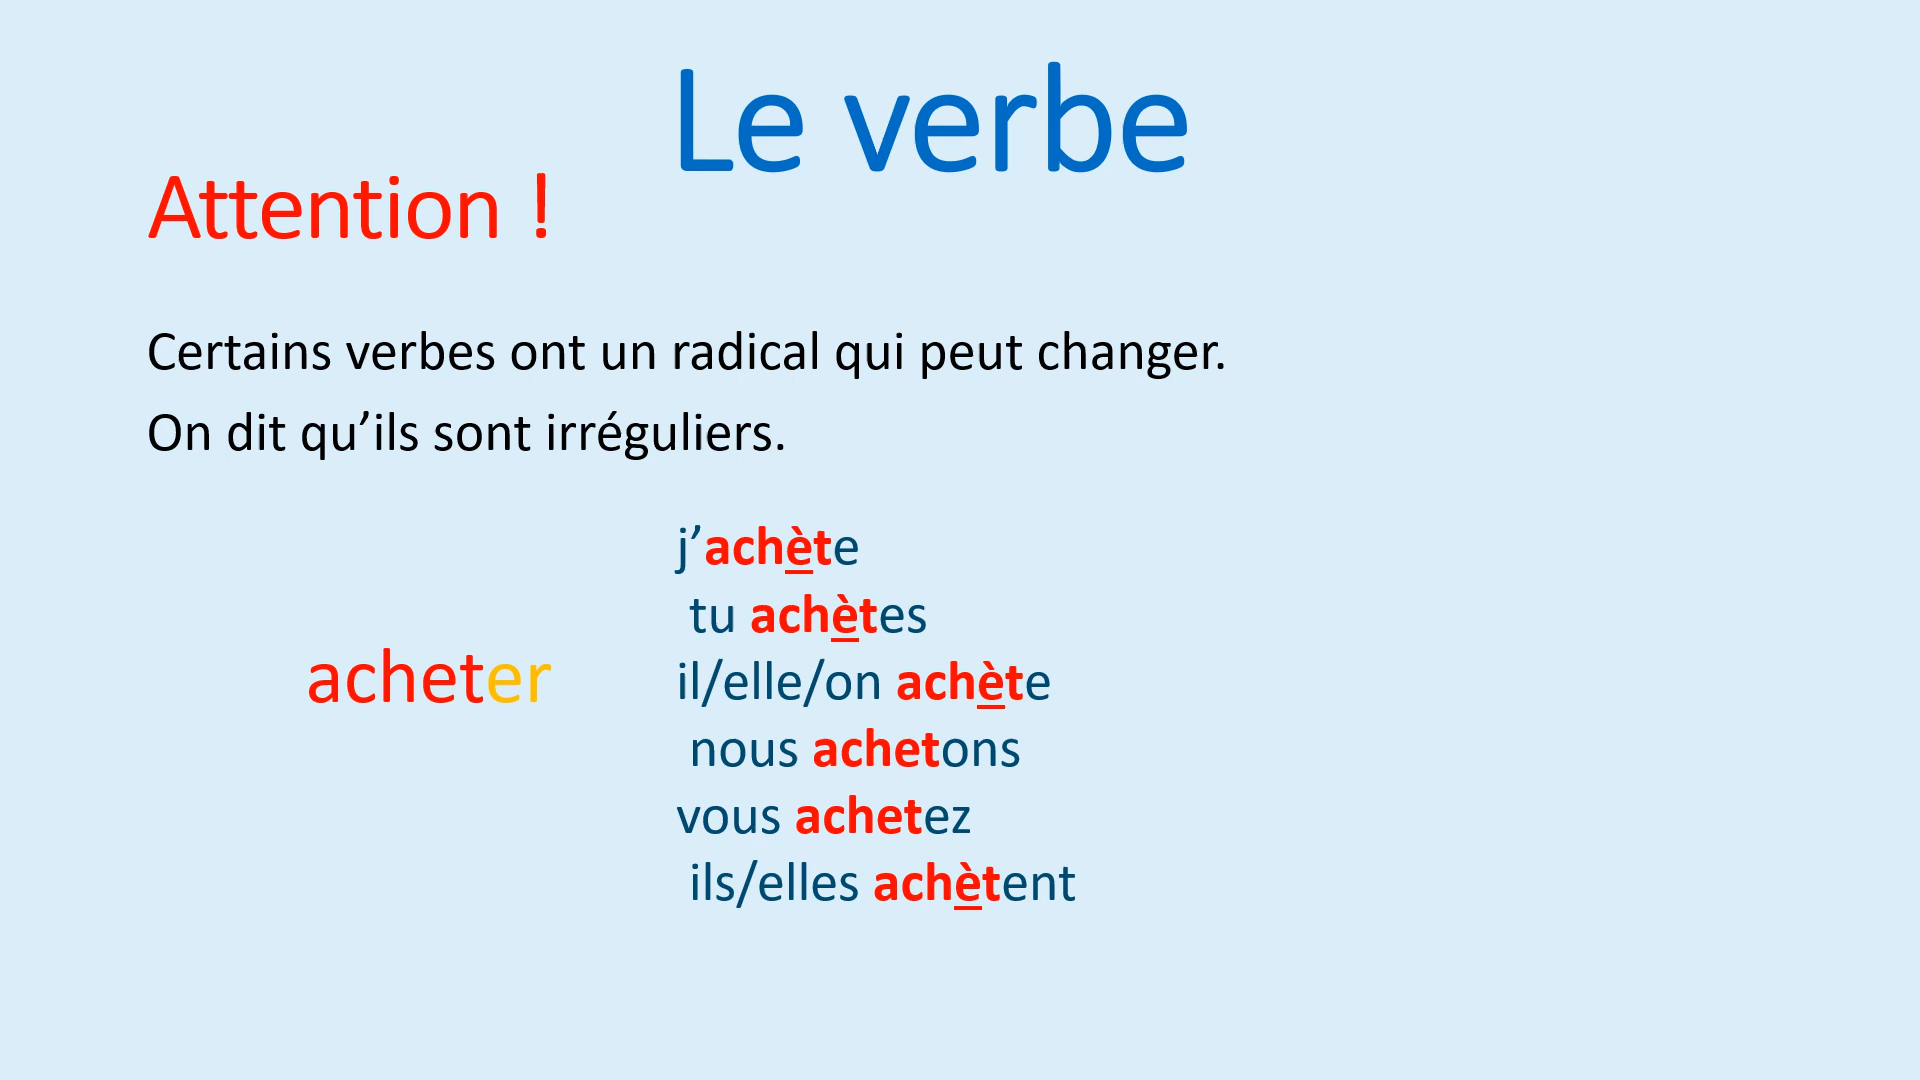 Le verbe
Attention !
Certains verbes ont un radical qui peut changer.
On dit qu’ils sont irréguliers.
acheter
j’achète
tu achètes
il/elle/on achète
nous achetons
vous achetez
ils/elles achètent